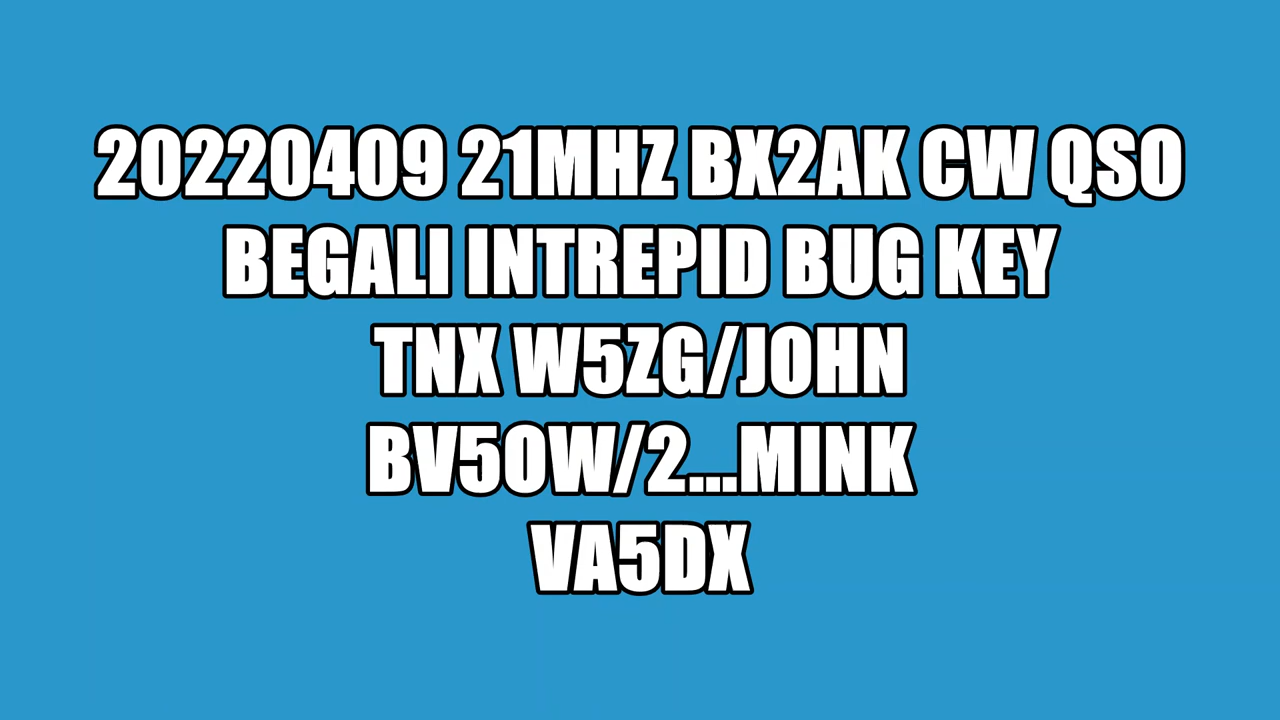 20220409 21MHZ BX2AK CW QSO
BEGALI INTREPID BUG KEY
TNX W5ZG/JOHN
BV5OW/2...MINK
VA5DX